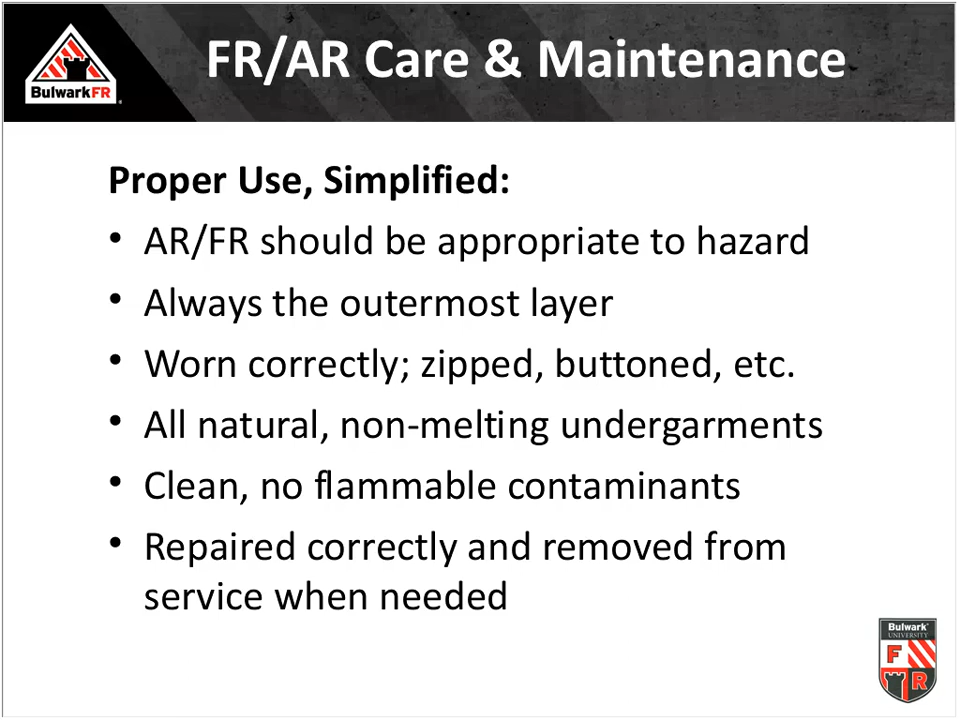 FR/AR Care & Maintenance
BulwarkFR
Proper Use, Simplified:
• AR/FR should be appropriate to hazard
• Always the outermost layer
• Worn correctly; zipped, buttoned, etc.
• All natural, non-melting undergarments
• Clean, no flammable contaminants
• Repaired correctly and removed from
service when needed
Bulwark
UNIVERSITY
F
R